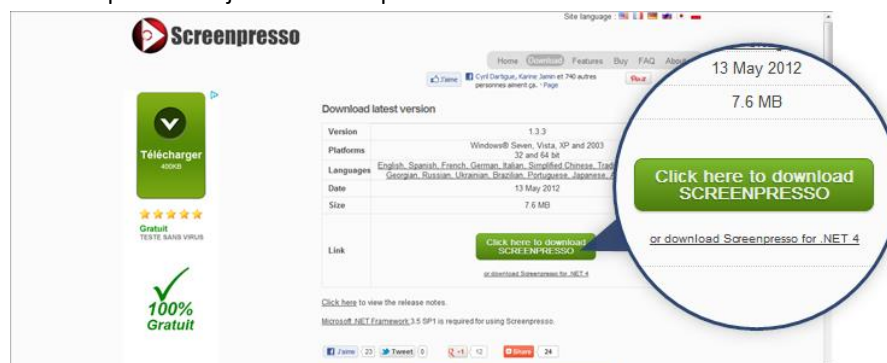 Site language :
Screenpresso
Home Download Features Buy FAQ About
J'aime Cyril Dartigue, Karine Jamin et 740 autres
personnes aiment ça. · Page
Pin it
13 May 2012
7.6 MB
Click here to download
SCREENPRESSO
or download Screenpresso for .NET 4
Télécharger
400KB
Gratuit
TESTÉ SANS VIRUS
100%
Gratuit
Download latest version
Version 1.3.3
Platforms Windows® Seven, Vista, XP and 2003
32 and 64 bit
Languages English, Spanish, French, German, Italian, Simplified Chinese,
Georgian, Russian, Ukrainian, Brazilian, Portuguese, Japanese,
Date 13 May 2012
Size 7.6 MB
Link Click here to download
SCREENPRESSO
or download Screenpresso for .NET 4
Click here to view the release notes.
Microsoft .NET Framework 3.5 SP1 is required for using Screenpresso.
J'aime 23 Tweet 0 +1 12 Share 24